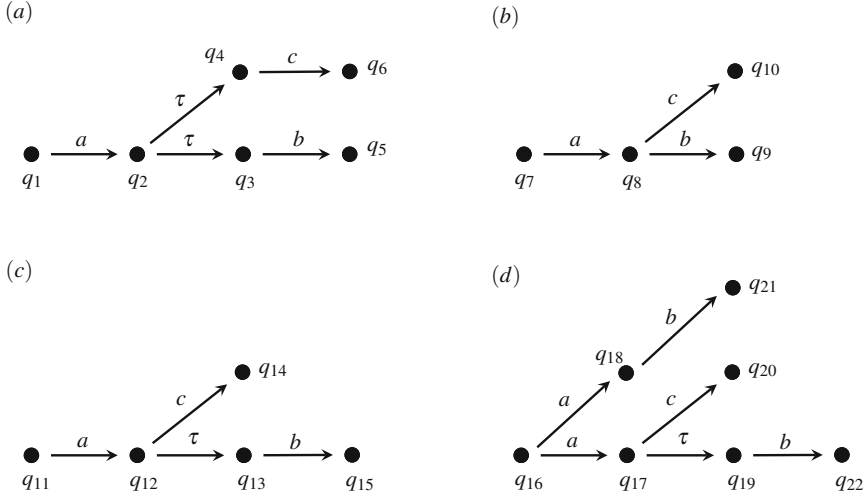 (a)
q4 c q6
τ
a τ b q5
q1 q2 q3
(b)
q10
c
a b q9
q7 q8
(c)
q14
c
a τ b
q11 q12 q13 q15
(d)
q21
b
q18
q20
a c
a τ b
q16 q17 q19 q22